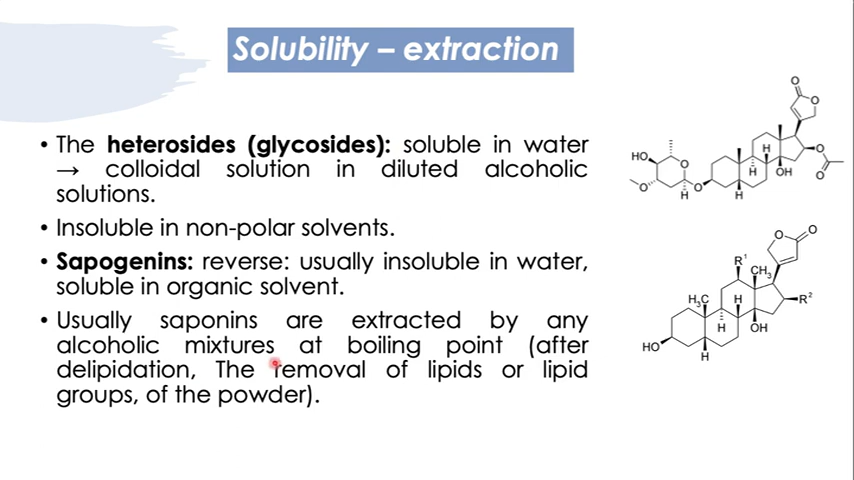 Solubility – extraction
• The heterosides (glycosides): soluble in water
→ colloidal solution in diluted alcoholic
solutions.
• Insoluble in non-polar solvents.
• Sapogenins: reverse: usually insoluble in water,
soluble in organic solvent.
• Usually saponins are extracted by any
alcoholic mixtures at boiling point (after
delipidation, The removal of lipids or lipid
groups, of the powder).
O
O
HO
O
O
O
H
O
H
H
H
OH
O
O
O
O
R¹
CH₃
H₃C
H
R²
H
OH
HO
H